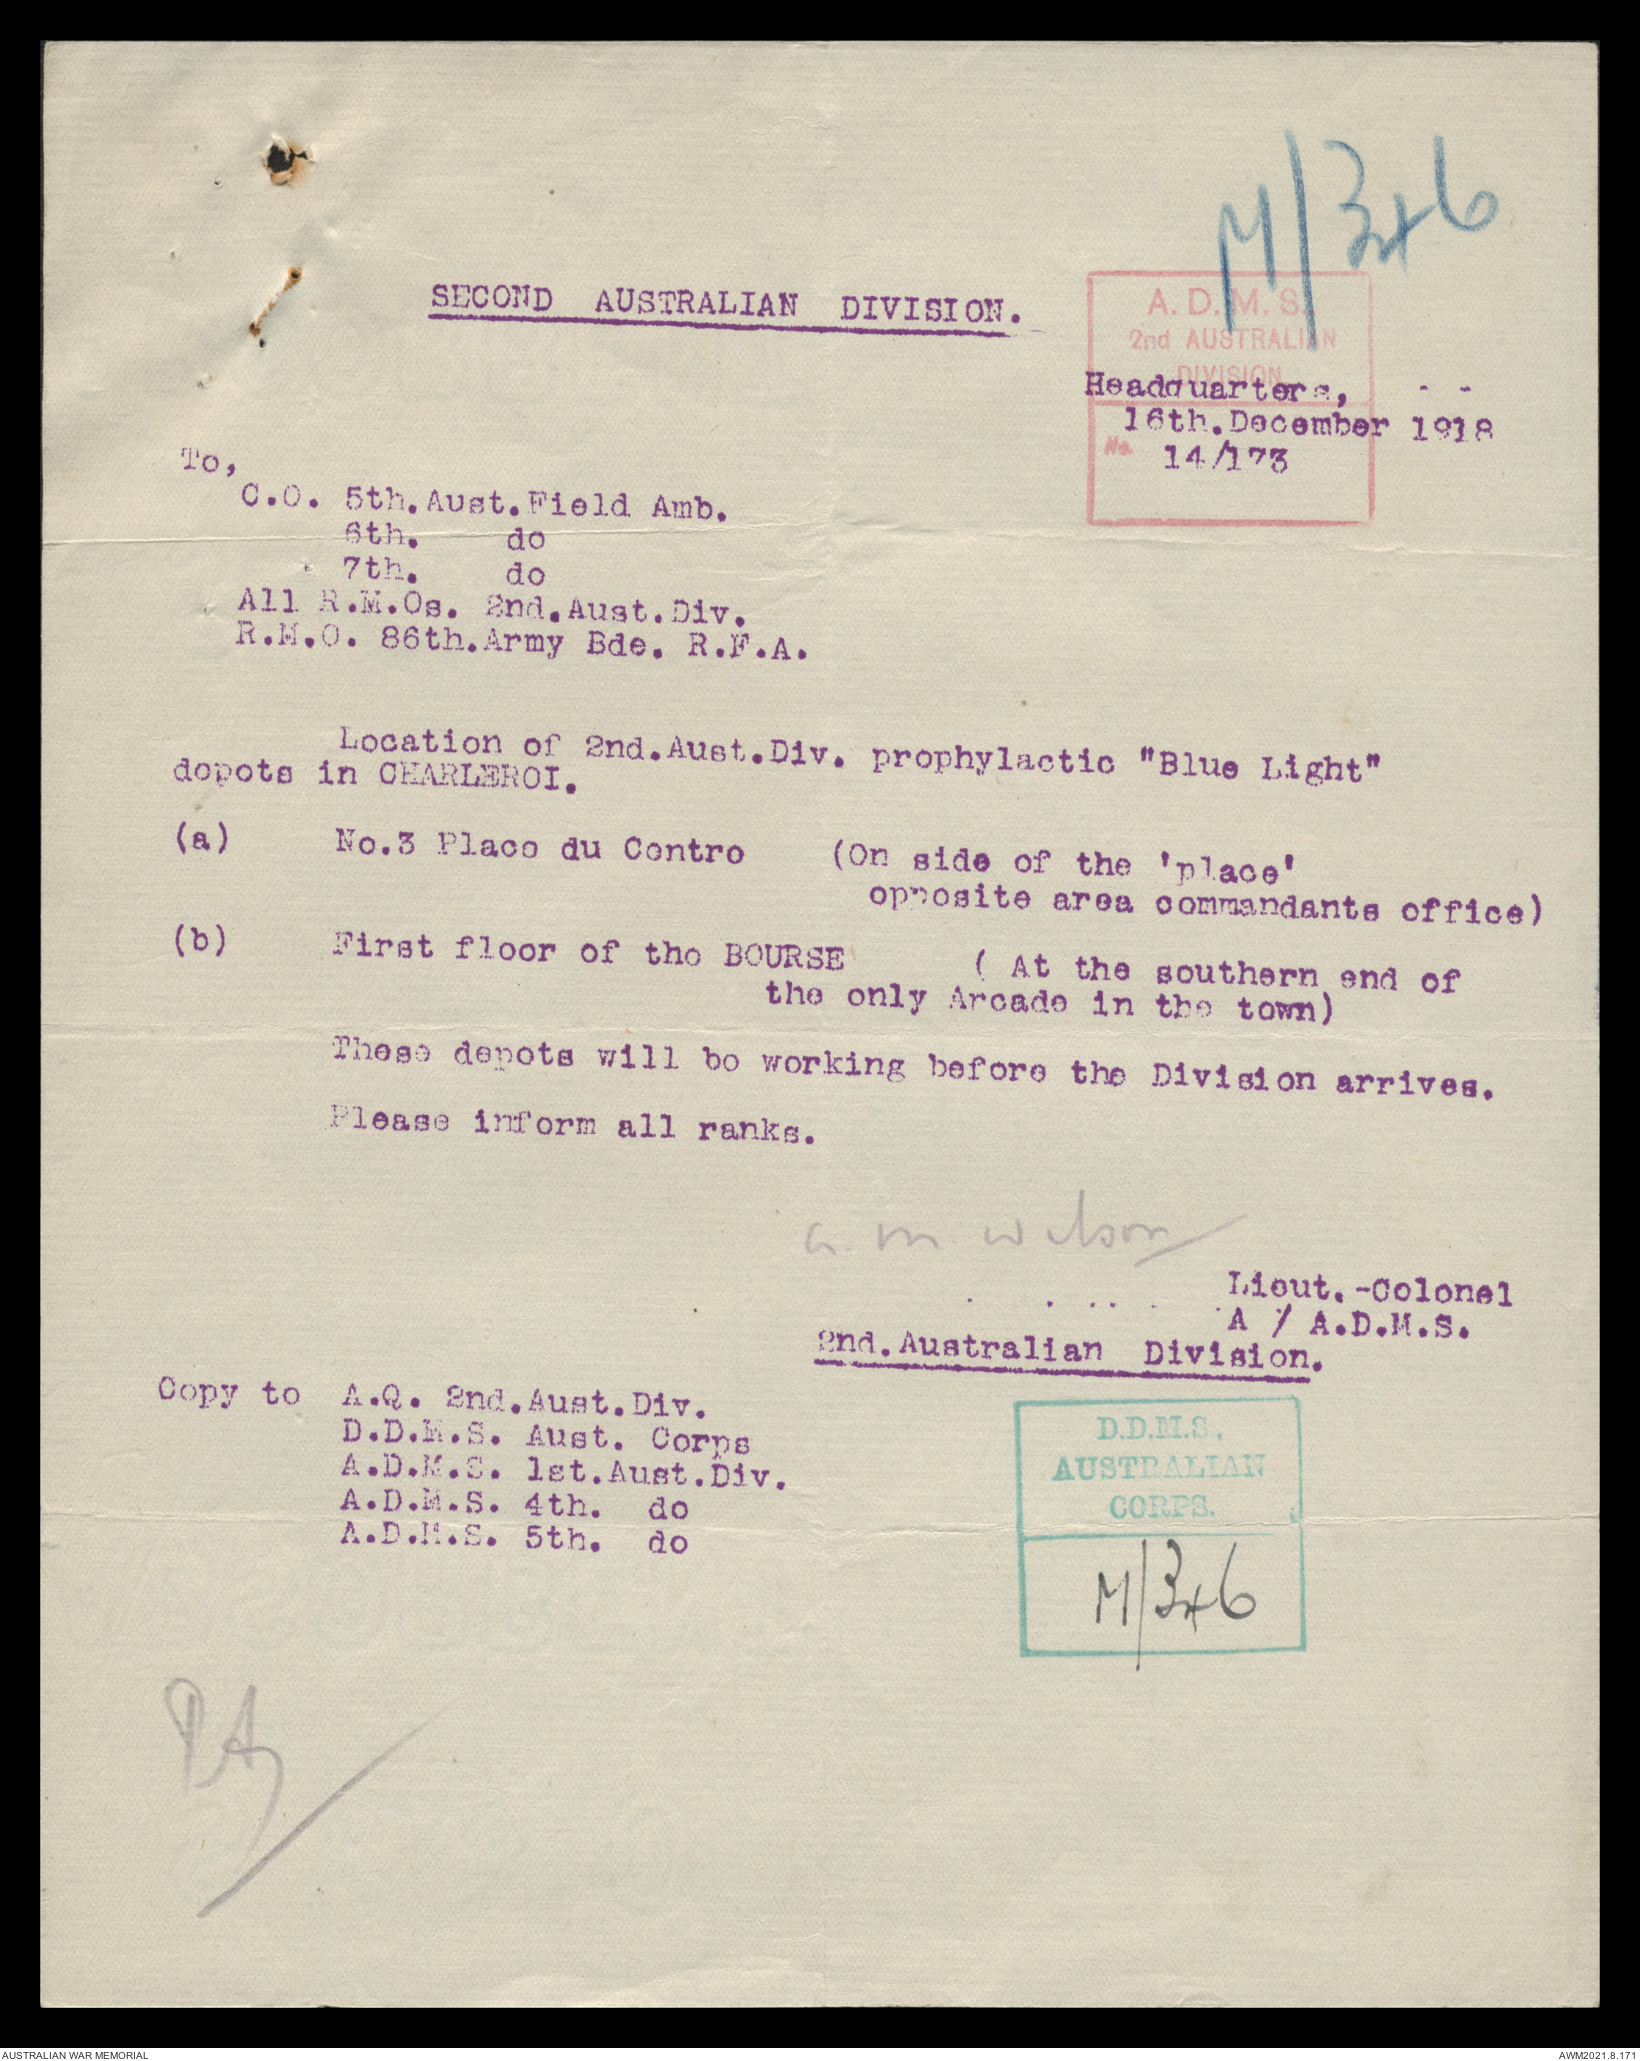 M/346
SECOND AUSTRALIAN DIVISION.
A. D. M. S.
2nd AUSTRALIAN
DIVISION
Headquarters, - -
16th.December 1918
No. 14/173
To,
C.O. 5th.Aust.Field Amb.
6th. do
7th. do
All R.M.Os. 2nd.Aust.Div.
R.M.O. 86th.Army Bde. R.F.A.
Location of 2nd.Aust.Div. prophylactic "Blue Light"
depots in CHARLEROI.
(a) No.3 Place du Centre (On side of the 'place'
opposite area commandants office)
(b) First floor of the BOURSE ( At the southern end of
the only Arcade in the town)
These depots will be working before the Division arrives.
Please inform all ranks.
A. M. Wilson
Lieut.-Colonel
A / A.D.M.S.
2nd.Australian Division.
Copy to A.Q. 2nd.Aust.Div.
D.D.M.S. Aust. Corps
A.D.M.S. 1st.Aust.Div.
A.D.M.S. 4th. do
A.D.M.S. 5th. do
D.D.M.S,
AUSTRALIAN
CORPS.
M/346
PA
AUSTRALIAN WAR MEMORIAL
AWM2021.8.171